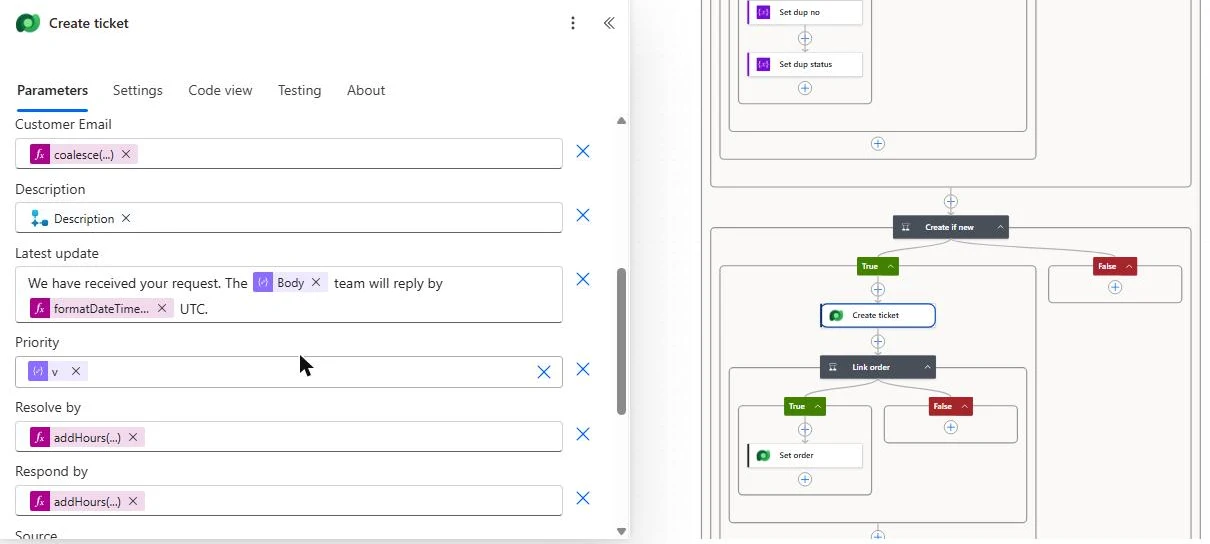 Create ticket
Parameters
Settings
Code view
Testing
About
Customer Email
coalesce(...)
Description
Description
Latest update
We have received your request. The Body team will reply by
formatDateTime... UTC.
Priority
v
Resolve by
addHours(...)
Respond by
addHours(...)
Source
Set dup no
Set dup status
Create if new
True
False
Create ticket
Link order
True
False
Set order